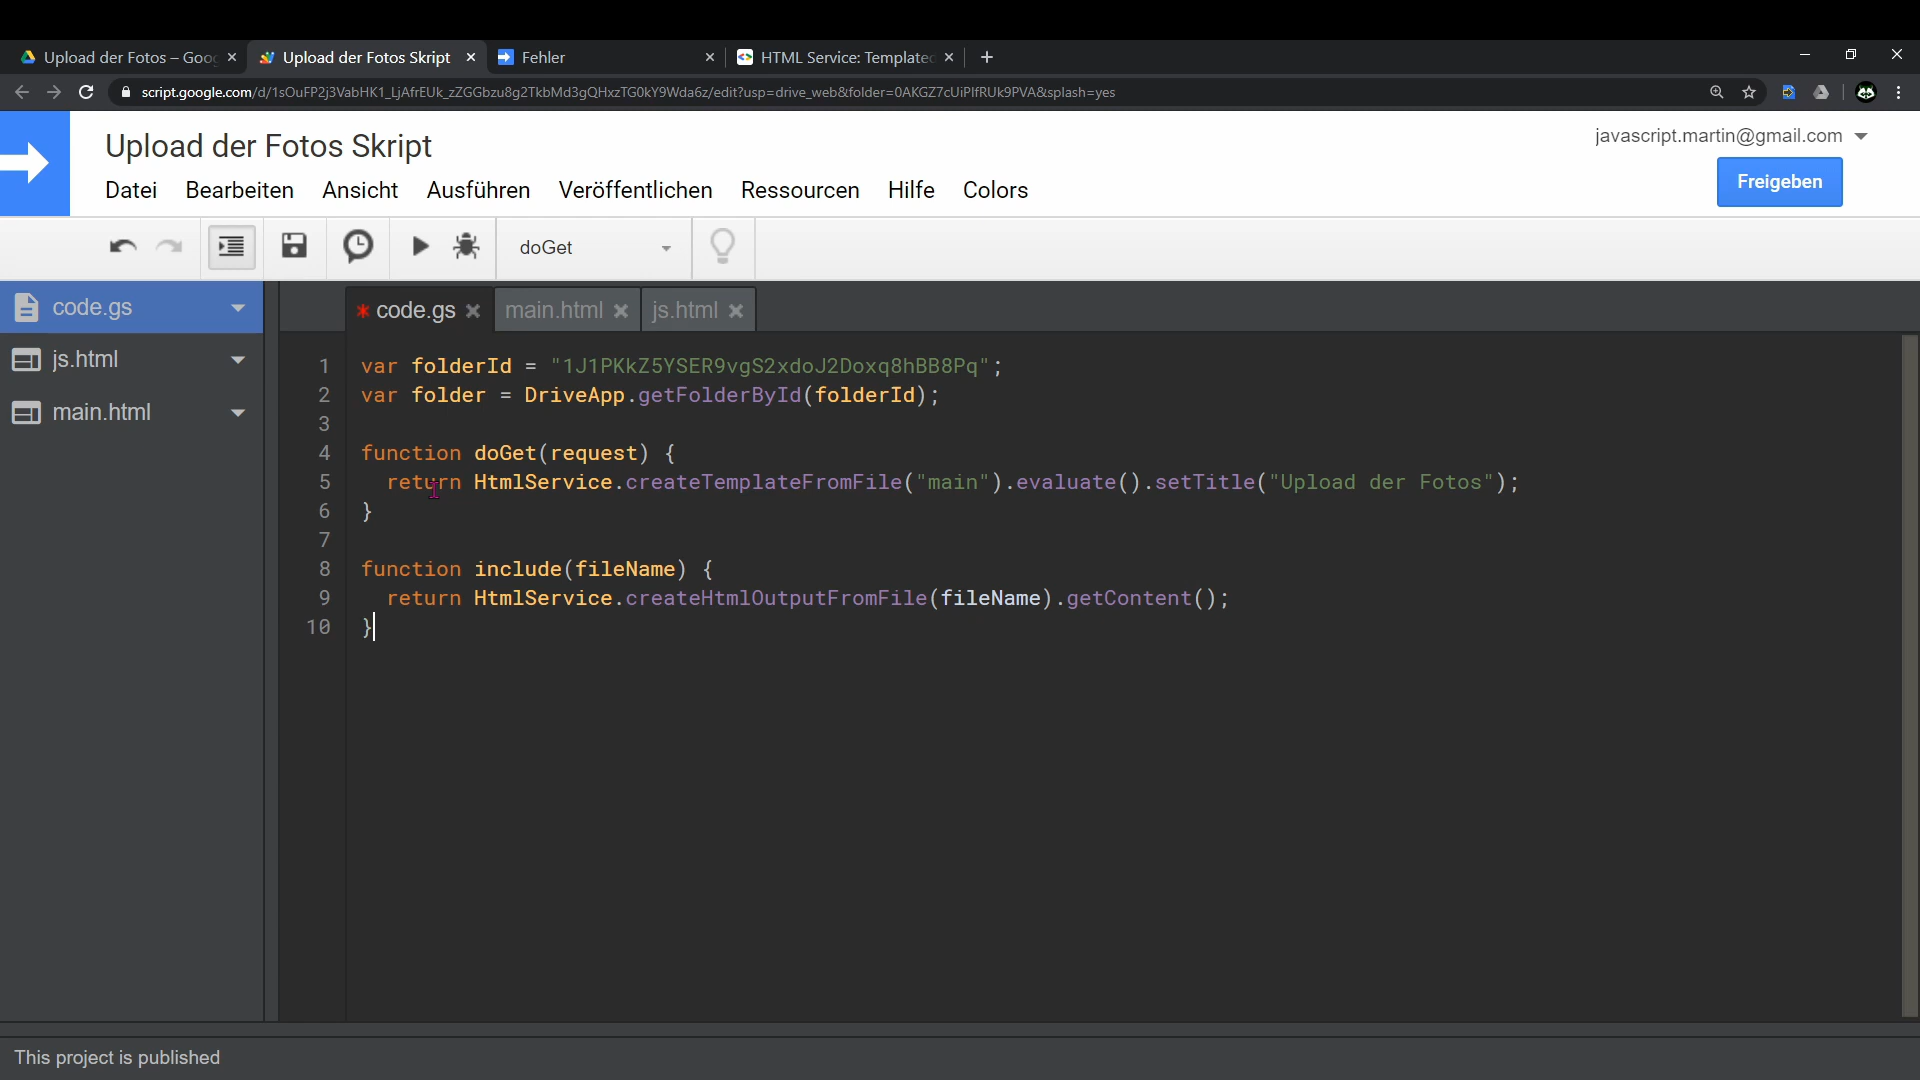 Upload der Fotos – Goog
Upload der Fotos Skript
Fehler
HTML Service: Templated
script.google.com/d/1sOuFP2j3VabHK1_LjAfrEUk_zZGGbzu8g2TkbMd3gQHxzTG0kY9Wda6z/edit?usp=drive_web&folder=0AKGZ7cUiPIfRUk9PVA&splash=yes
Upload der Fotos Skript
javascript.martin@gmail.com
Datei Bearbeiten Ansicht Ausführen Veröffentlichen Ressourcen Hilfe Colors
Freigeben
doGet
code.gs
js.html
main.html
* code.gs
main.html
js.html
1 var folderId = "1J1PKkZ5YSER9vgS2xdoJ2Doxq8hBB8Pq";
2 var folder = DriveApp.getFolderById(folderId);
3
4 function doGet(request) {
5 return HtmlService.createTemplateFromFile("main").evaluate().setTitle("Upload der Fotos");
6 }
7
8 function include(fileName) {
9 return HtmlService.createHtmlOutputFromFile(fileName).getContent();
10 }
This project is published